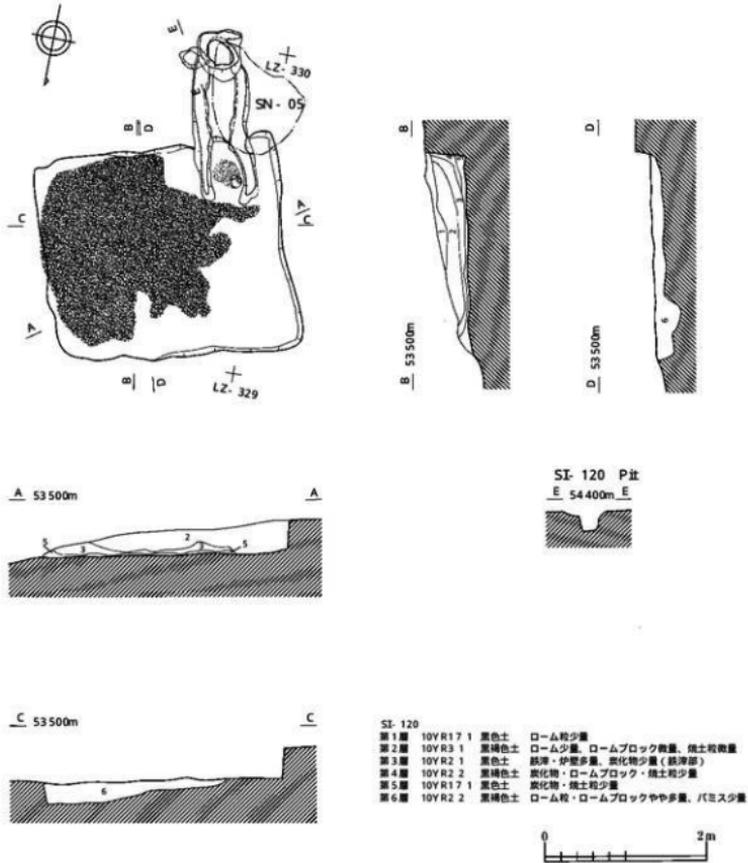 E
LZ- 330
E
SN - 05
B
D
C
A
C
A
B
D
LZ- 329
B
1
2
3
B 53 500m
D
6
D 53 500m
A 53 500m A
5
3
2
5
SI- 120 Pit
E 54 400m E
C 53 500m C
6
SI- 120
第1層 10YR17 1 黒色土 ローム粒少量
第2層 10YR3 1 黒褐色土 ローム少量、ロームブロック微量、焼土粒微量
第3層 10YR2 1 黒色土 鉄滓・炉壁多量、炭化物少量(鉄滓部)
第4層 10YR2 2 黒褐色土 炭化物・ロームブロック・焼土粒少量
第5層 10YR17 1 黒色土 炭化物・焼土粒少量
第6層 10YR2 2 黒褐色土 ローム粒・ロームブロックやや多量、パミス少量
0 2m